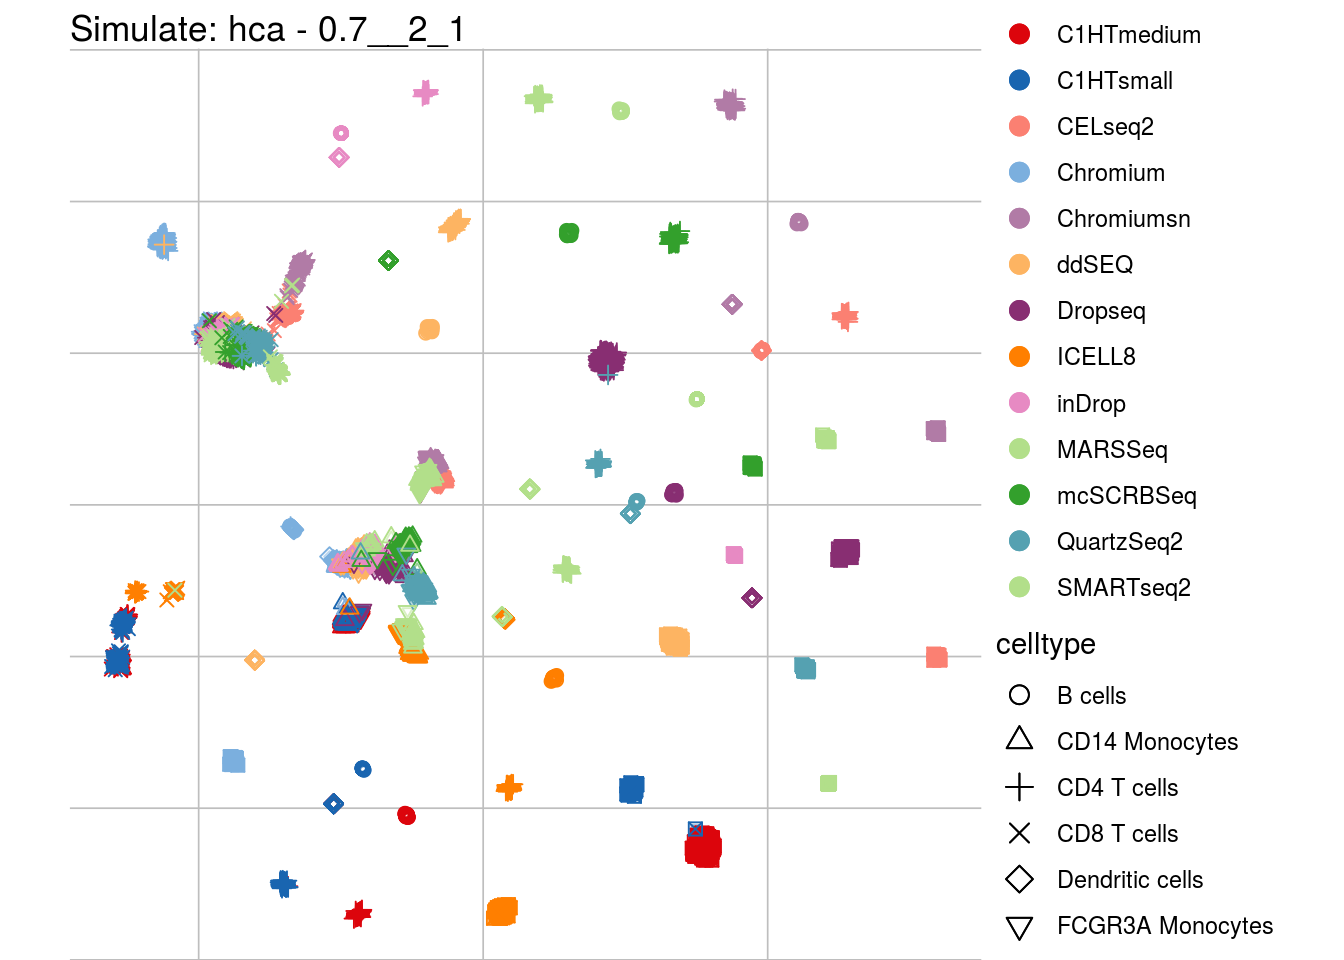 Simulate: hca - 0.7__2_1
C1HTmedium
C1HTsmall
CELseq2
Chromium
Chromiumsn
ddSEQ
Dropseq
ICELL8
inDrop
MARSSeq
mcSCRBSeq
QuartzSeq2
SMARTseq2
celltype
B cells
CD14 Monocytes
CD4 T cells
CD8 T cells
Dendritic cells
FCGR3A Monocytes